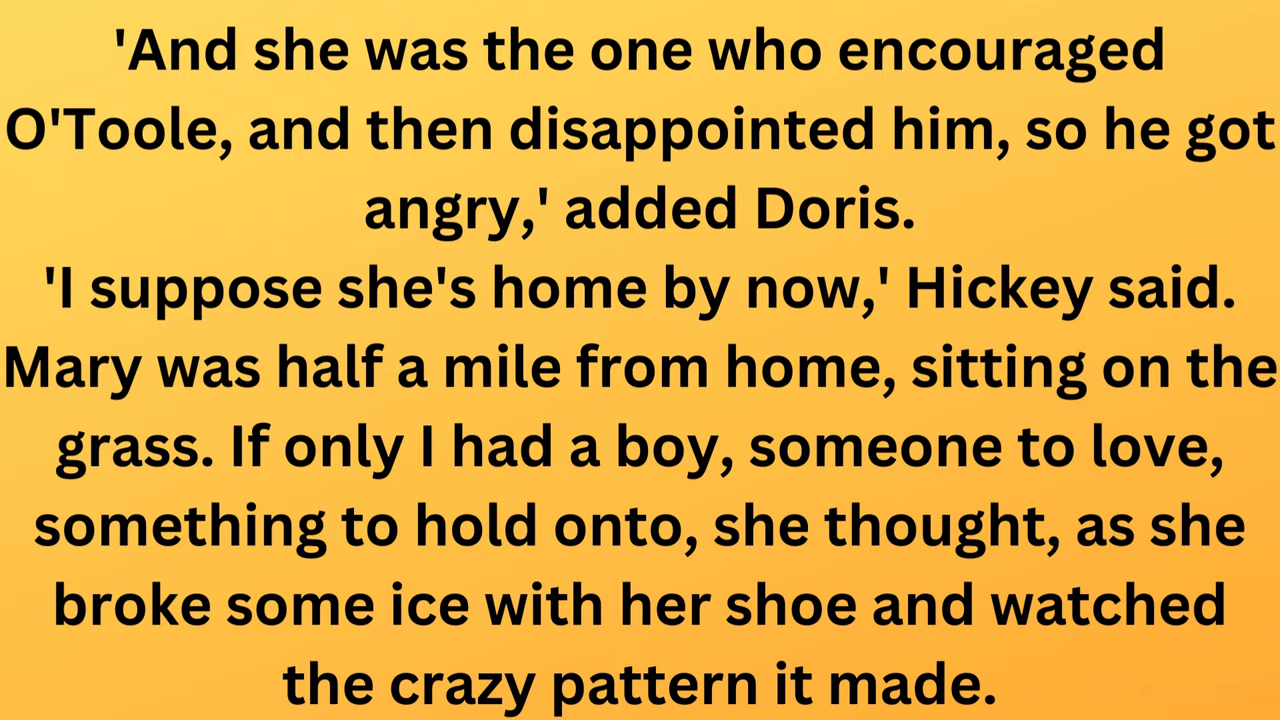 'And she was the one who encouraged
O'Toole, and then disappointed him, so he got
angry,' added Doris.
'I suppose she's home by now,' Hickey said.
Mary was half a mile from home, sitting on the
grass. If only I had a boy, someone to love,
something to hold onto, she thought, as she
broke some ice with her shoe and watched
the crazy pattern it made.